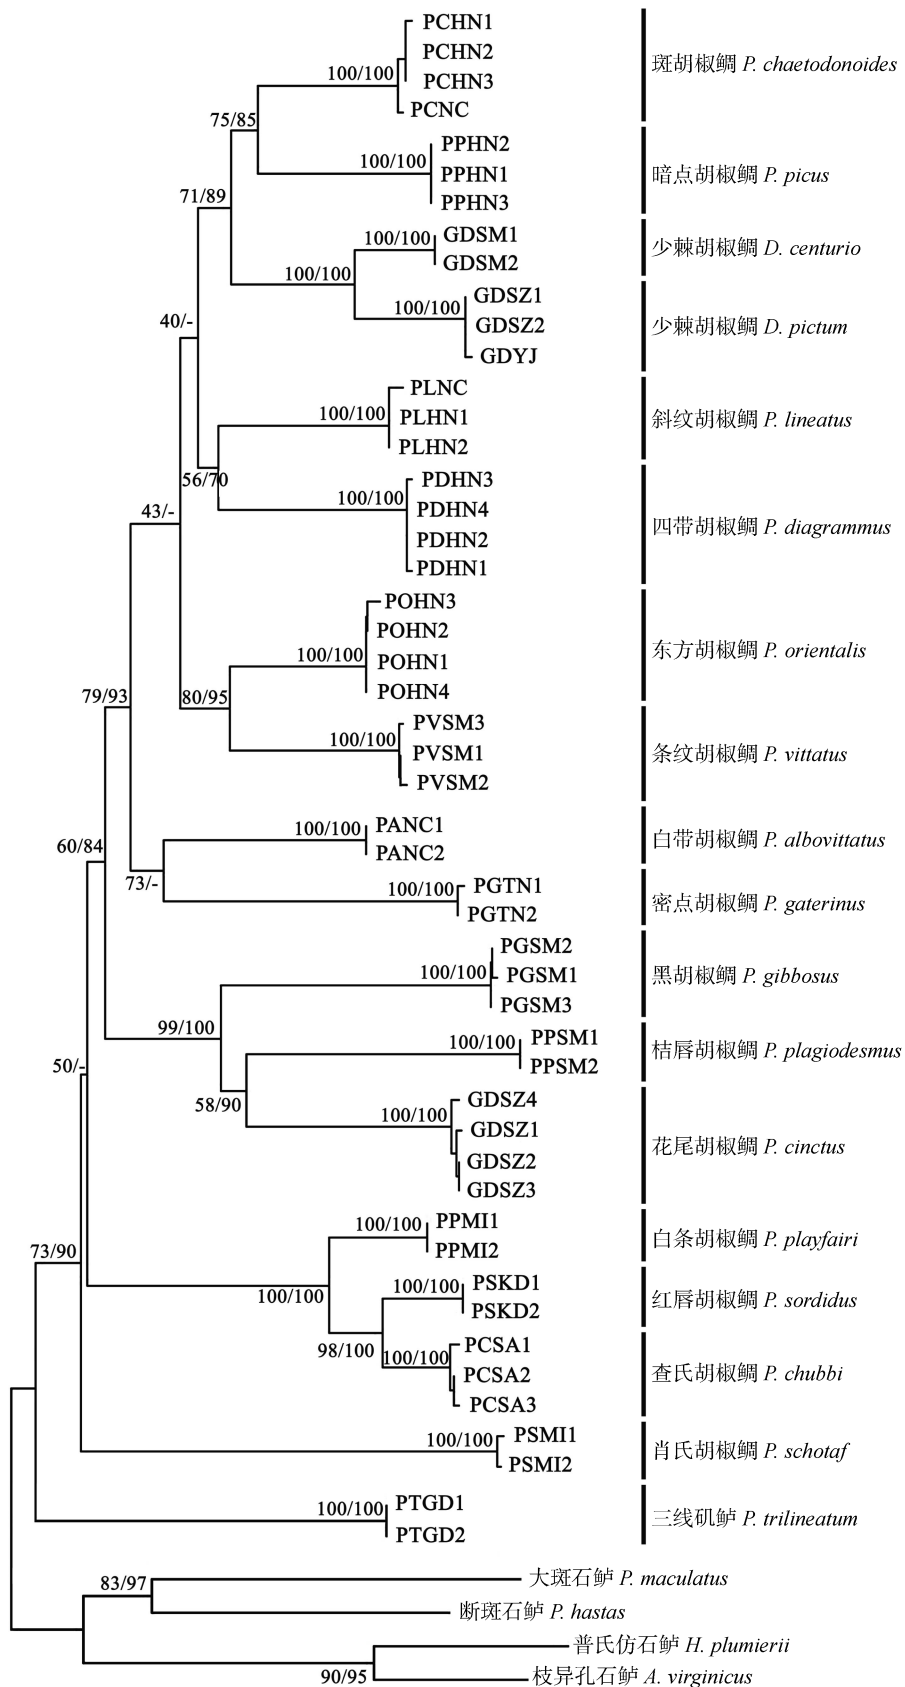 PCHN1
PCHN2
PCHN3
PCNC
100/100
斑胡椒鲷 P. chaetodonoides
75/85
PPHN2
PPHN1
PPHN3
100/100
暗点胡椒鲷 P. picus
71/89
GDSM1
GDSM2
100/100
少棘胡椒鲷 D. centurio
100/100
GDSZ1
GDSZ2
GDYJ
100/100
少棘胡椒鲷 D. pictum
40/-
PLNC
PLHN1
PLHN2
100/100
斜纹胡椒鲷 P. lineatus
56/70
PDHN3
PDHN4
PDHN2
PDHN1
100/100
四带胡椒鲷 P. diagrammus
43/-
POHN3
POHN2
POHN1
POHN4
100/100
东方胡椒鲷 P. orientalis
80/95
PVSM3
PVSM1
PVSM2
100/100
条纹胡椒鲷 P. vittatus
79/93
PANC1
PANC2
100/100
白带胡椒鲷 P. albovittatus
73/-
PGTN1
PGTN2
100/100
密点胡椒鲷 P. gaterinus
60/84
PGSM2
PGSM1
PGSM3
100/100
黑胡椒鲷 P. gibbosus
99/100
PPSM1
PPSM2
100/100
桔唇胡椒鲷 P. plagiodesmus
58/90
GDSZ4
GDSZ1
GDSZ2
GDSZ3
100/100
花尾胡椒鲷 P. cinctus
50/-
PPMI1
PPMI2
100/100
白条胡椒鲷 P. playfairi
100/100
PSKD1
PSKD2
100/100
红唇胡椒鲷 P. sordidus
98/100
PCSA1
PCSA2
PCSA3
100/100
查氏胡椒鲷 P. chubbi
73/90
PSMI1
PSMI2
100/100
肖氏胡椒鲷 P. schotaf
PTGD1
PTGD2
100/100
三线矶鲈 P. trilineatum
83/97
大斑石鲈 P. maculatus
断斑石鲈 P. hastas
普氏仿石鲈 H. plumierii
90/95
枝异孔石鲈 A. virginicus